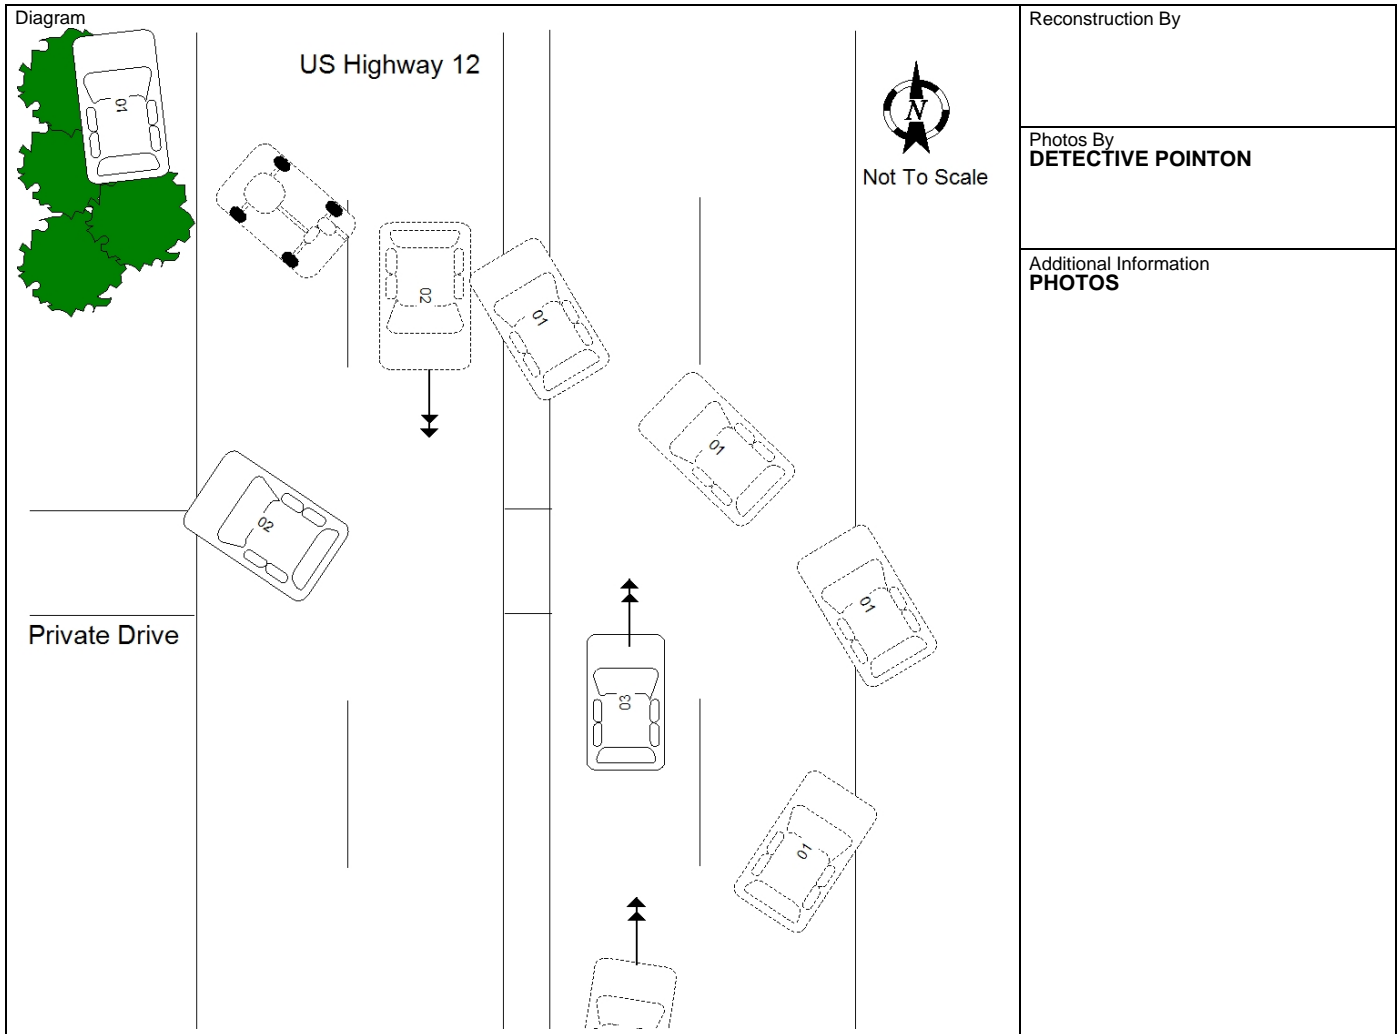 Diagram
US Highway 12
N
Not To Scale
01
02
01
01
02
01
Private Drive
03
01
Reconstruction By
Photos By
DETECTIVE POINTON
Additional Information
PHOTOS